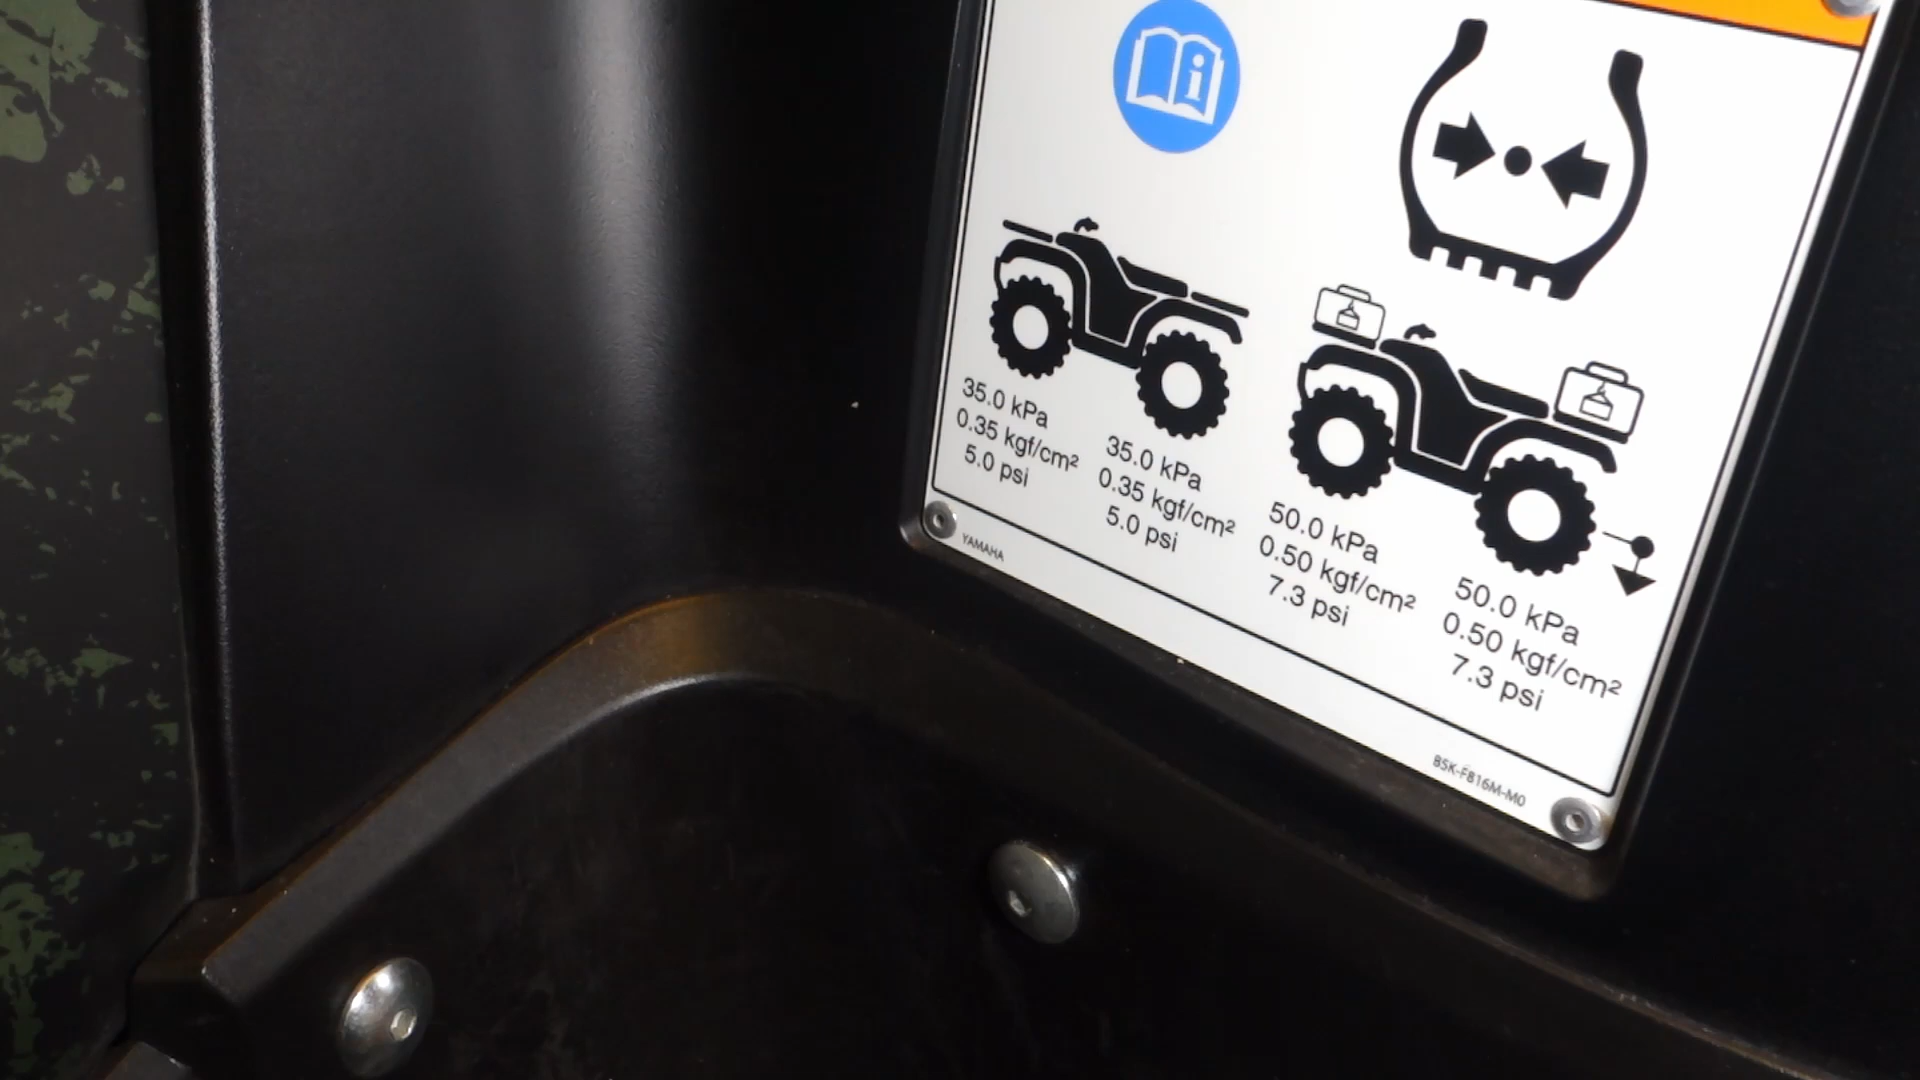 35.0 kPa
0.35 kgf/cm²
5.0 psi
35.0 kPa
0.35 kgf/cm²
5.0 psi
50.0 kPa
0.50 kgf/cm²
7.3 psi
50.0 kPa
0.50 kgf/cm²
7.3 psi
YAMAHA
B5K-F816M-M0